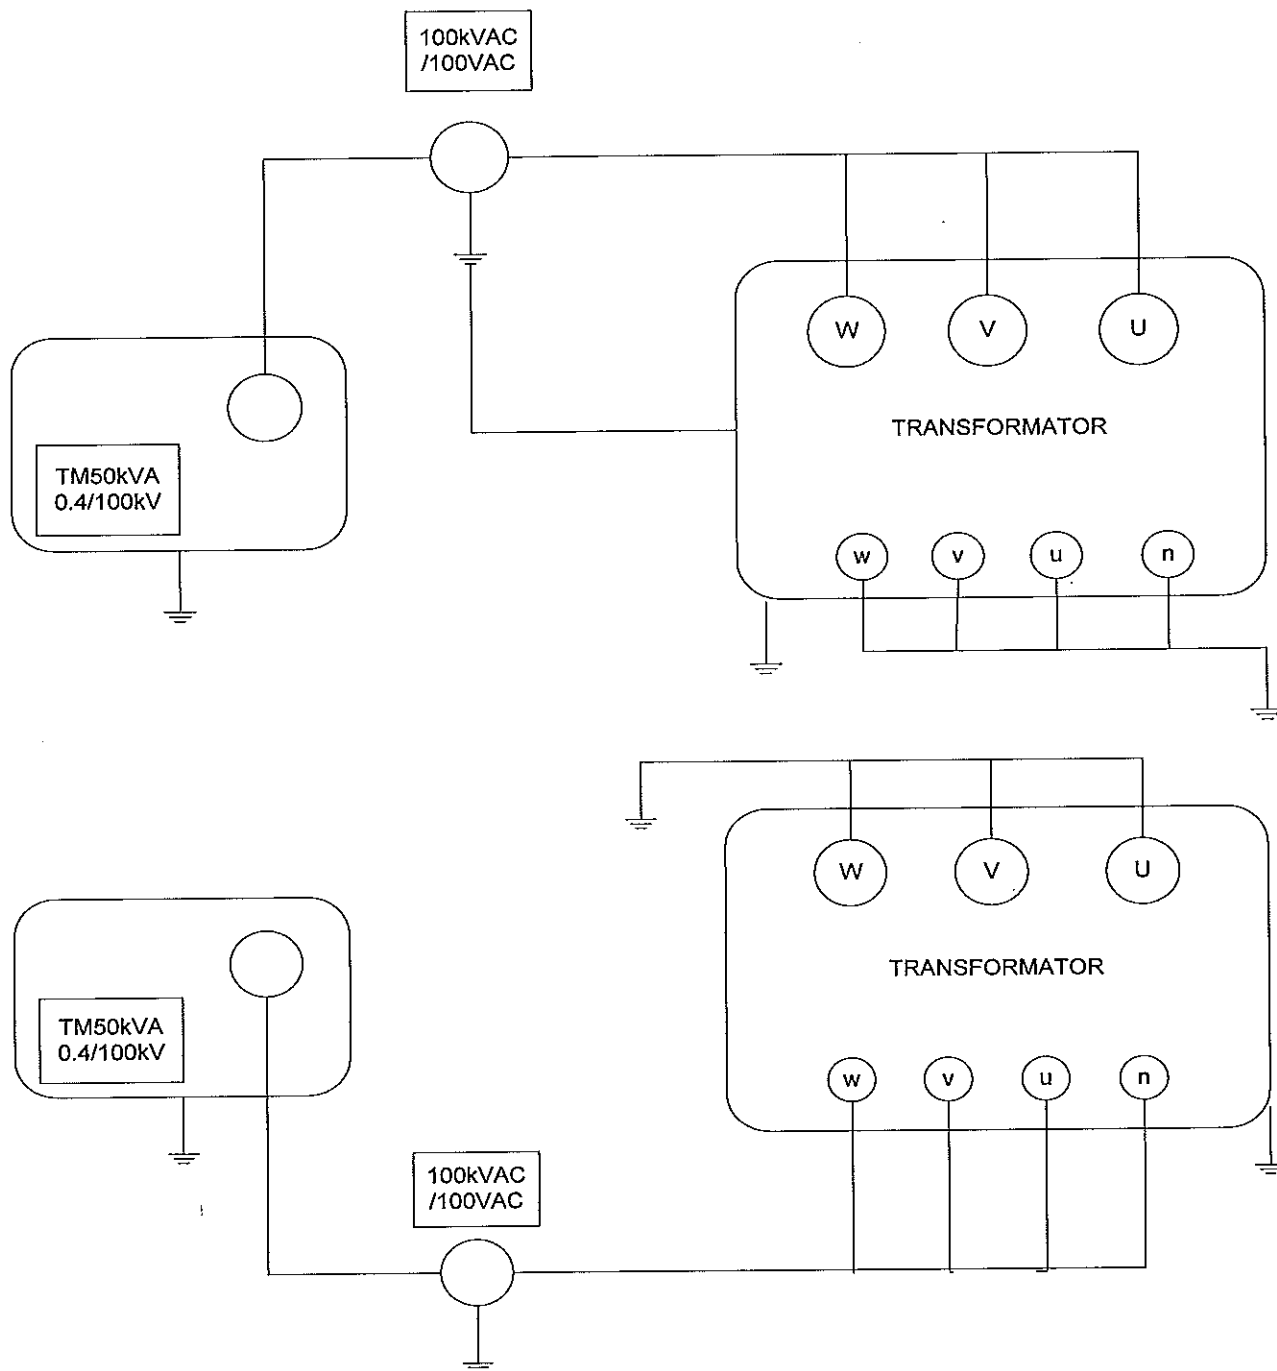 100kVAC
/100VAC
W V U
TRANSFORMATOR
TM50kVA
0.4/100kV
w v u n
W V U
TRANSFORMATOR
TM50kVA
0.4/100kV
w v u n
100kVAC
/100VAC